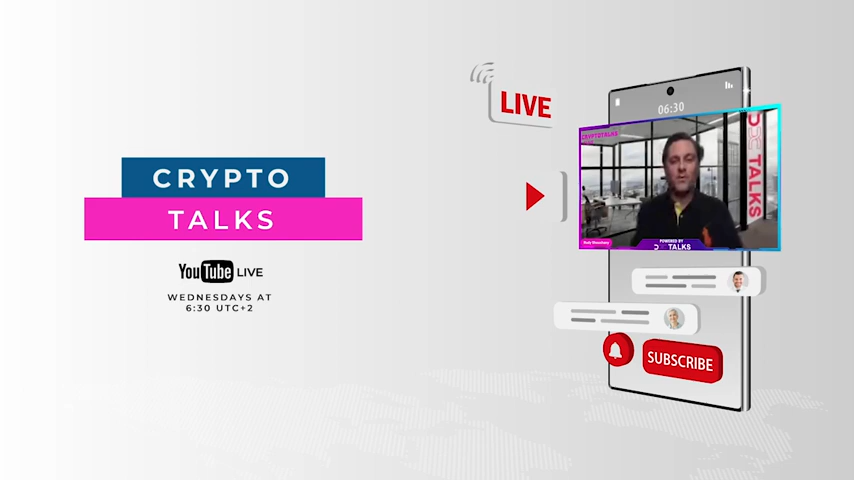 CRYPTO
TALKS
YouTube LIVE
WEDNESDAYS AT
6:30 UTC+2
LIVE
06:30
CRYPTOTALKS
TALKS
POWERED BY
TALKS
SUBSCRIBE